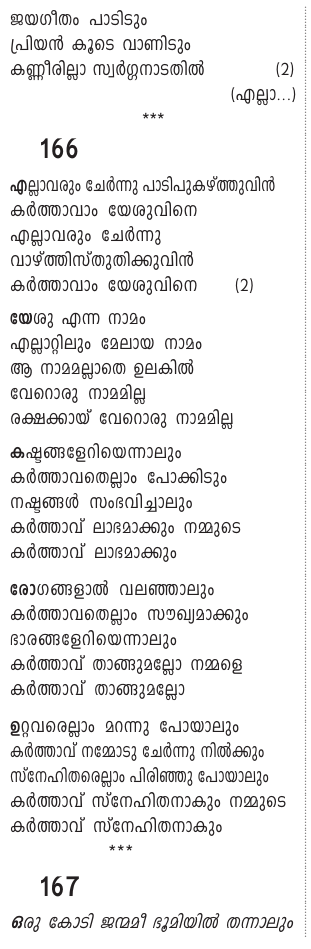 ജയഗീതം പാടിടും
പ്രിയൻ കൂടെ വാണിടും
കണ്ണീരില്ലാ സ്വർഗ്ഗനാടതിൽ (2)
(എല്ലാ...)
***
166
എല്ലാവരും ചേർന്നു പാടിപുകഴ്ത്തുവിൻ
കർത്താവാം യേശുവിനെ
എല്ലാവരും ചേർന്നു
വാഴ്ത്തിസ്തുതിക്കുവിൻ
കർത്താവാം യേശുവിനെ (2)
യേശു എന്ന നാമം
എല്ലാറ്റിലും മേലായ നാമം
ആ നാമമല്ലാതെ ഉലകിൽ
വേറൊരു നാമമില്ല
രക്ഷക്കായ് വേറൊരു നാമമില്ല
കഷ്ടങ്ങളേറിയെന്നാലും
കർത്താവതെല്ലാം പോക്കിടും
നഷ്ടങ്ങൾ സംഭവിച്ചാലും
കർത്താവ് ലാഭമാക്കും നമ്മുടെ
കർത്താവ് ലാഭമാക്കും
രോഗങ്ങളാൽ വലഞ്ഞാലും
കർത്താവതെല്ലാം സൗഖ്യമാക്കും
ഭാരങ്ങളേറിയെന്നാലും
കർത്താവ് താങ്ങുമല്ലോ നമ്മളെ
കർത്താവ് താങ്ങുമല്ലോ
ഉറ്റവരെല്ലാം മറന്നു പോയാലും
കർത്താവ് നമ്മോടു ചേർന്നു നിൽക്കും
സ്നേഹിതരെല്ലാം പിരിഞ്ഞു പോയാലും
കർത്താവ് സ്നേഹിതനാകും നമ്മുടെ
കർത്താവ് സ്നേഹിതനാകും
***
167
ഒരു കോടി ജന്മമീ ഭൂമിയിൽ തന്നാലും